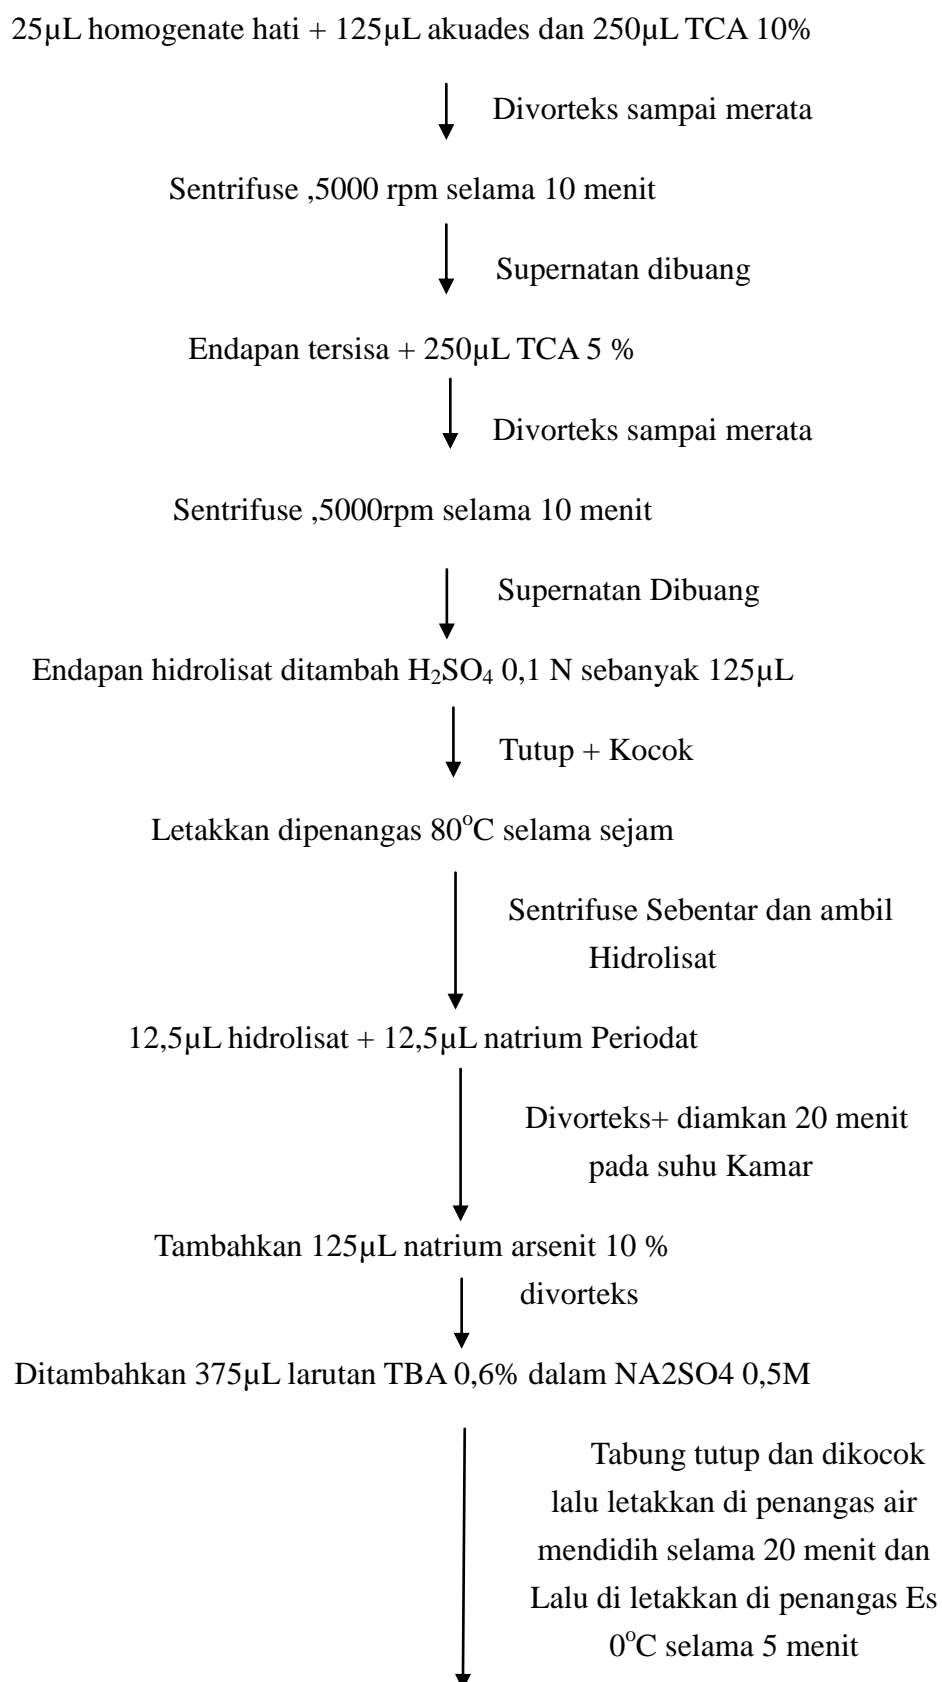 25µL homogenate hati + 125µL akuades dan 250µL TCA 10%
Divorteks sampai merata
Sentrifuse ,5000 rpm selama 10 menit
Supernatan dibuang
Endapan tersisa + 250µL TCA 5 %
Divorteks sampai merata
Sentrifuse ,5000rpm selama 10 menit
Supernatan Dibuang
Endapan hidrolisat ditambah H₂SO₄ 0,1 N sebanyak 125µL
Tutup + Kocok
Letakkan dipenangas 80°C selama sejam
Sentrifuse Sebentar dan ambil
Hidrolisat
12,5µL hidrolisat + 12,5µL natrium Periodat
Divorteks+ diamkan 20 menit
pada suhu Kamar
Tambahkan 125µL natrium arsenit 10 %
divorteks
Ditambahkan 375µL larutan TBA 0,6% dalam NA2SO4 0,5M
Tabung tutup dan dikocok
lalu letakkan di penangas air
mendidih selama 20 menit dan
Lalu di letakkan di penangas Es
0°C selama 5 menit